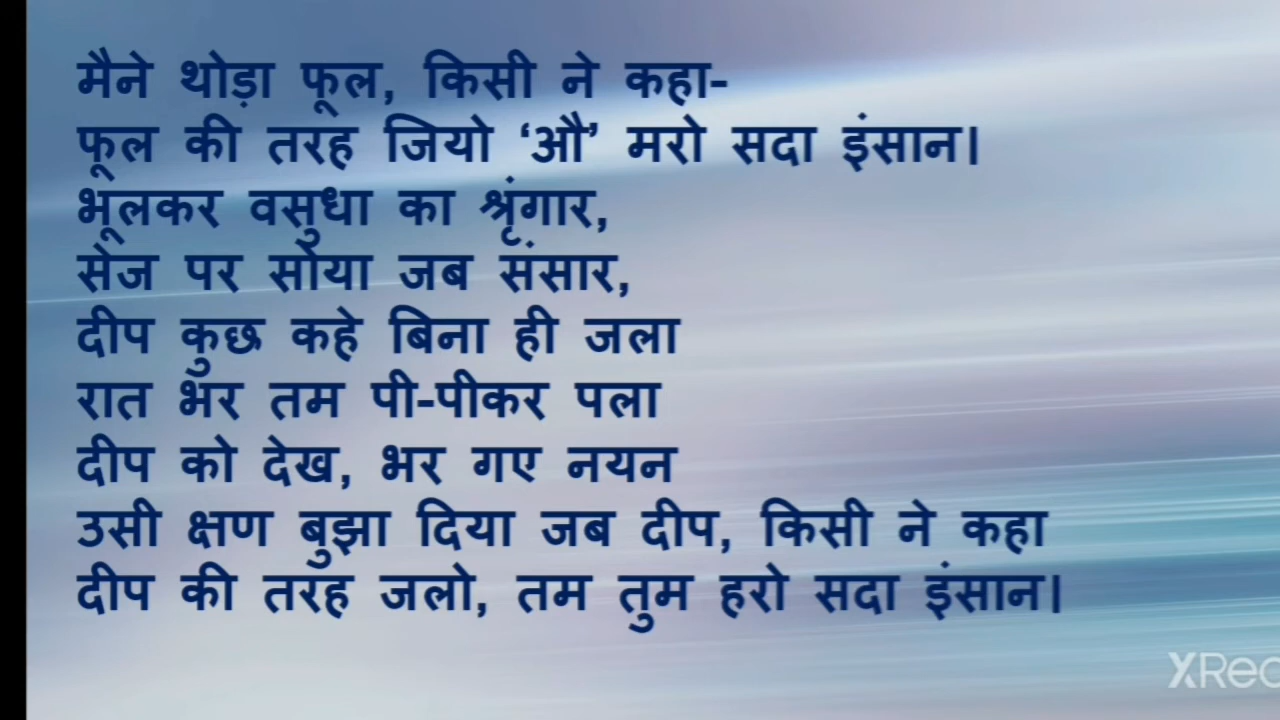 मैने थोड़ा फूल, किसी ने कहा-
फूल की तरह जियो ‘औ’ मरो सदा इंसान।
भूलकर वसुधा का श्रृंगार,
सेज पर सोया जब संसार,
दीप कुछ कहे बिना ही जला
रात भर तम पी-पीकर पला
दीप को देख, भर गए नयन
उसी क्षण बुझा दिया जब दीप, किसी ने कहा
दीप की तरह जलो, तम तुम हरो सदा इंसान।